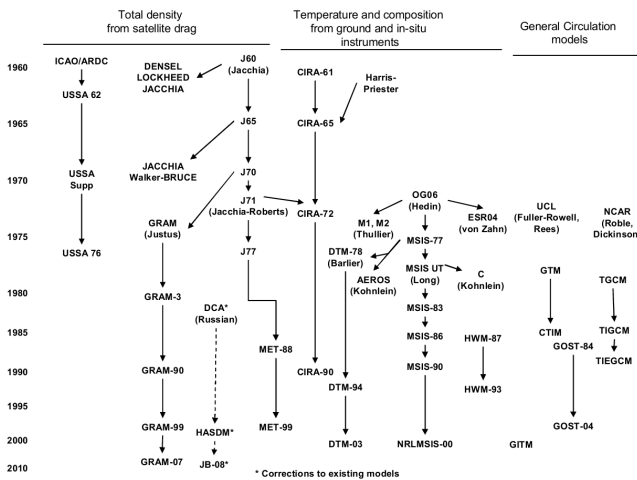 Total density
from satellite drag
Temperature and composition
from ground and in-situ
instruments
General Circulation
models
1960
1965
1970
1975
1980
1985
1990
1995
2000
2010
ICAO/ARDC
USSA 62
USSA
Supp
USSA 76
DENSEL
LOCKHEED
JACCHIA
J60
(Jacchia)
J65
JACCHIA
Walker-BRUCE
J70
J71
(Jacchia-Roberts)
J77
GRAM
(Justus)
GRAM-3
GRAM-90
GRAM-99
GRAM-07
DCA*
(Russian)
HASDM*
JB-08*
MET-88
MET-99
CIRA-61
Harris-
Priester
CIRA-65
CIRA-72
CIRA-90
OG06
(Hedin)
M1, M2
(Thullier)
ESR04
(von Zahn)
DTM-78
(Barlier)
MSIS-77
AEROS
(Kohnlein)
MSIS UT
(Long)
C
(Kohnlein)
MSIS-83
MSIS-86
MSIS-90
HWM-87
HWM-93
DTM-94
DTM-03
NRLMSIS-00
UCL
(Fuller-Rowell,
Rees)
NCAR
(Roble,
Dickinson)
GTM
CTIM
TGCM
TIGCM
TIEGCM
GOST-84
GOST-04
GITM
* Corrections to existing models